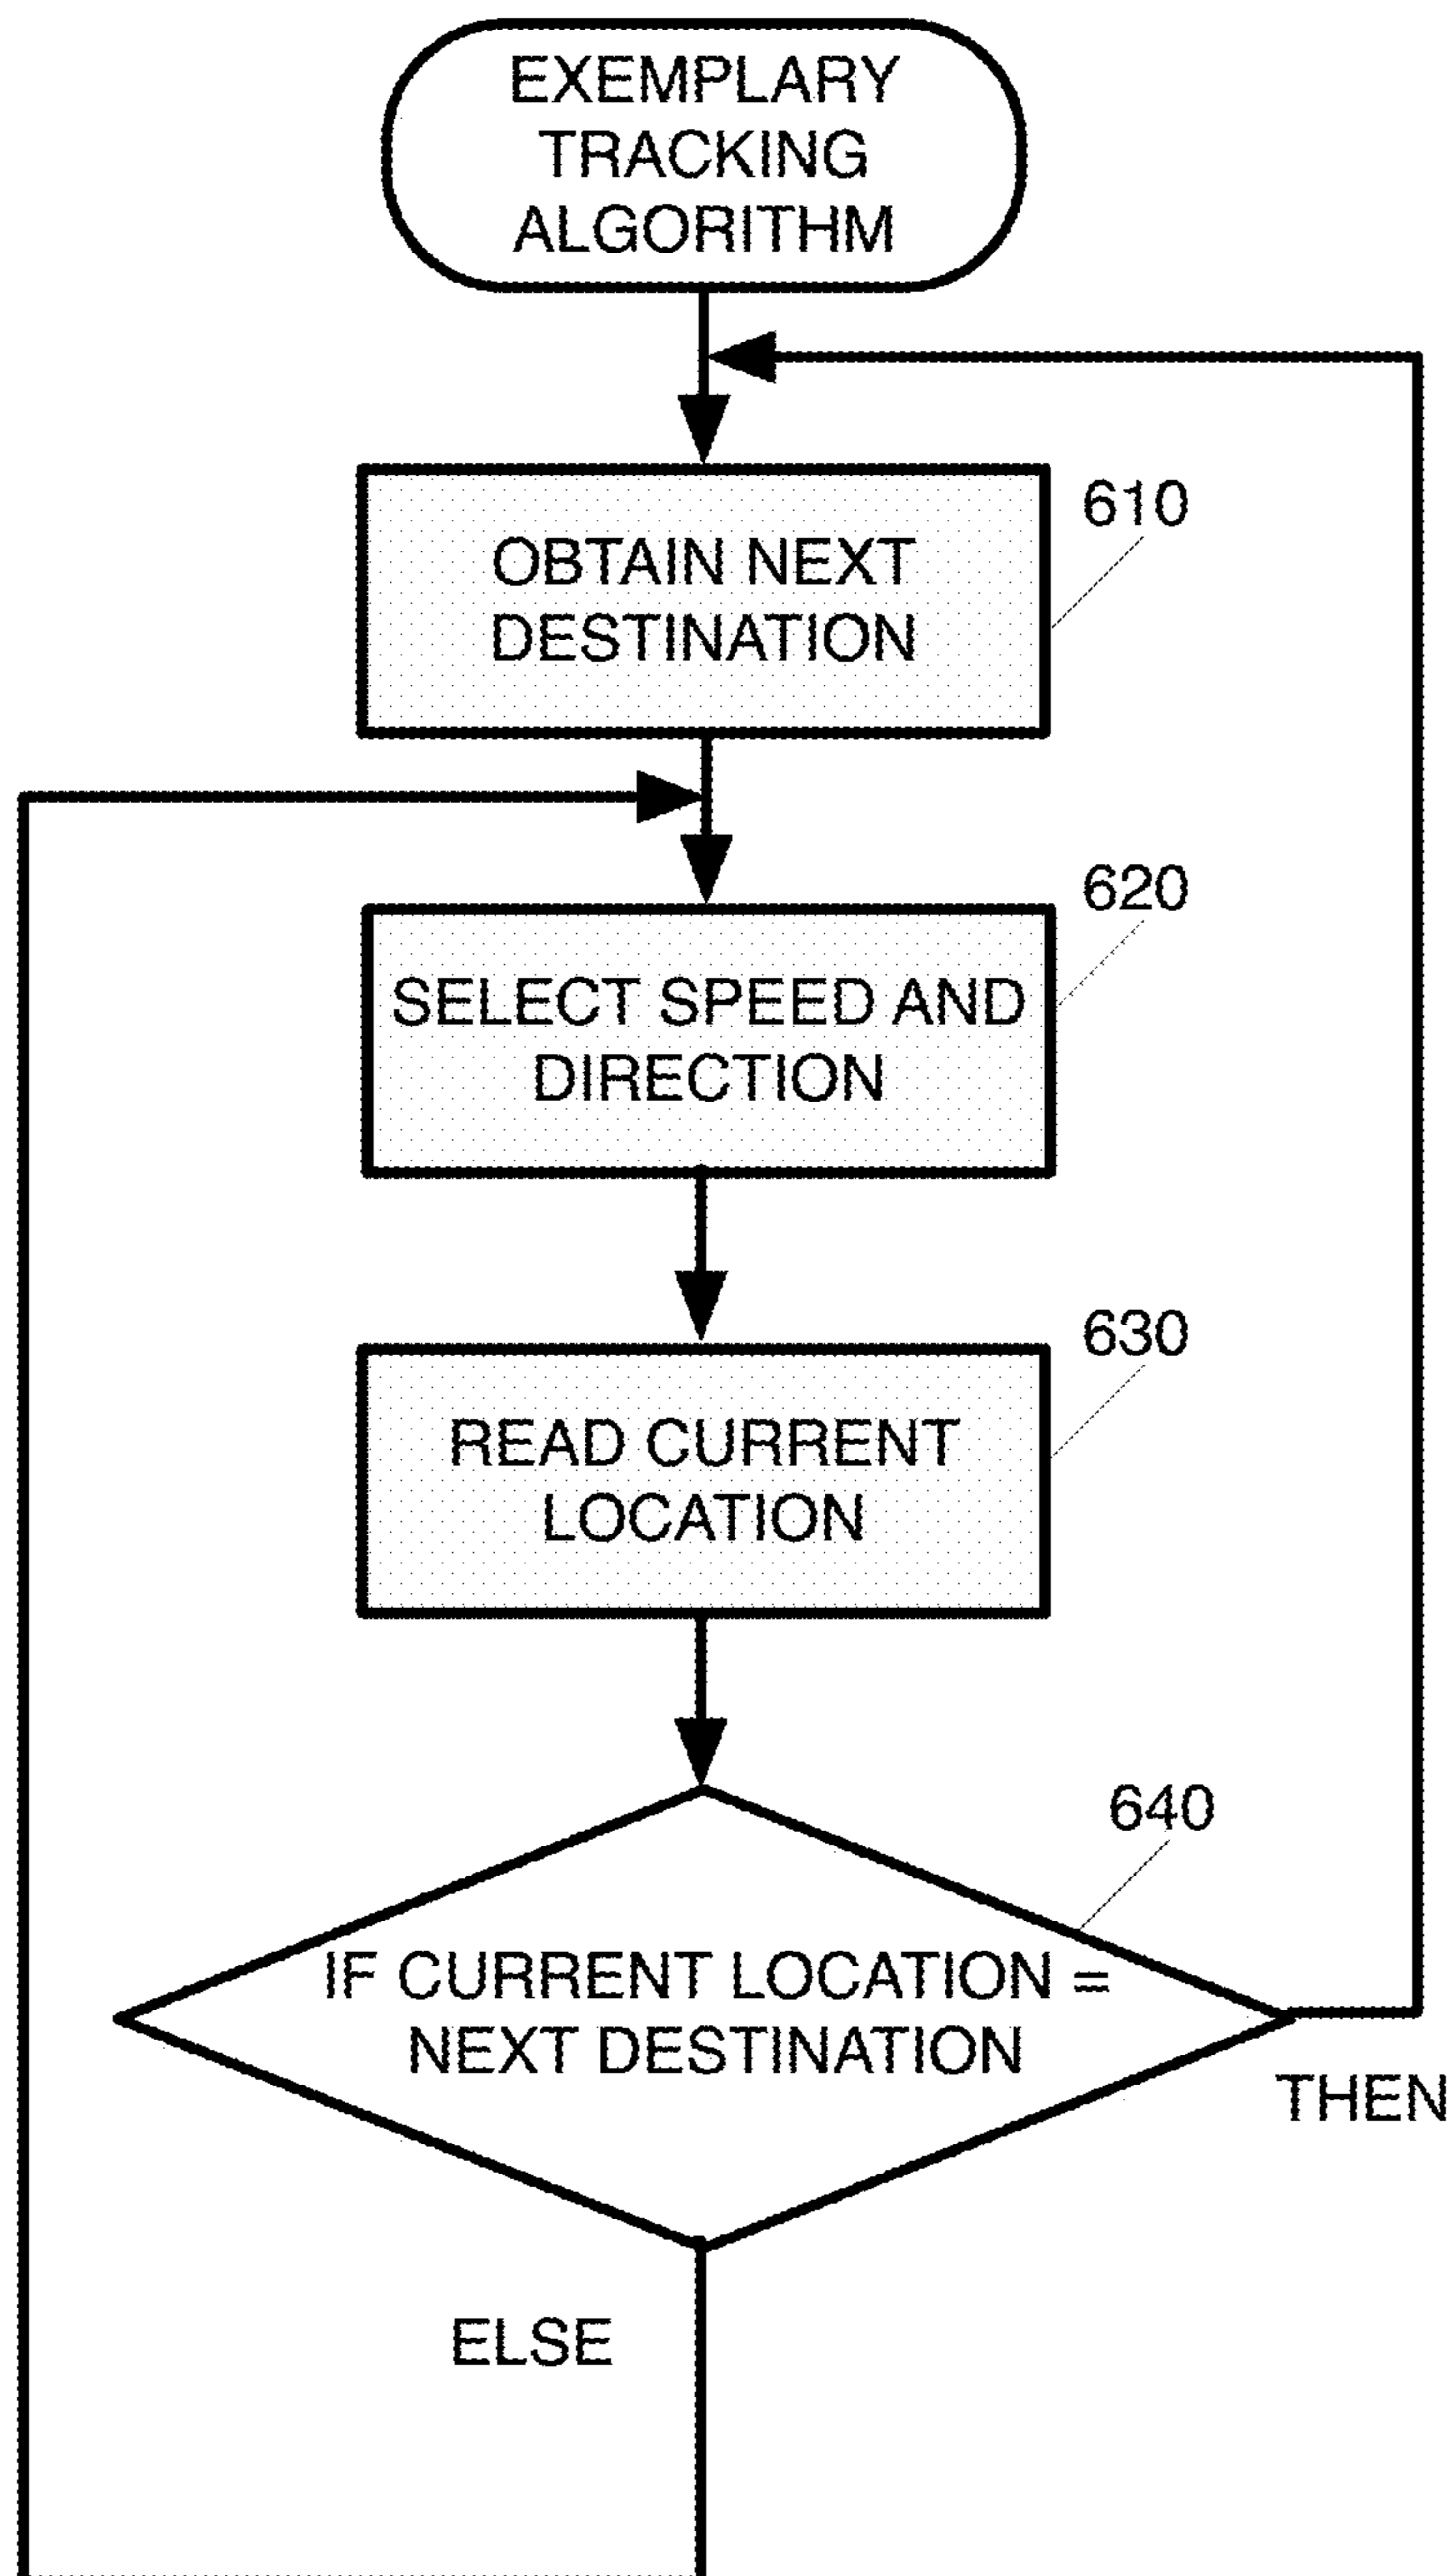 EXEMPLARY
TRACKING
ALGORITHM
610
OBTAIN NEXT
DESTINATION
620
SELECT SPEED AND
DIRECTION
630
READ CURRENT
LOCATION
640
IF CURRENT LOCATION =
NEXT DESTINATION
THEN
ELSE